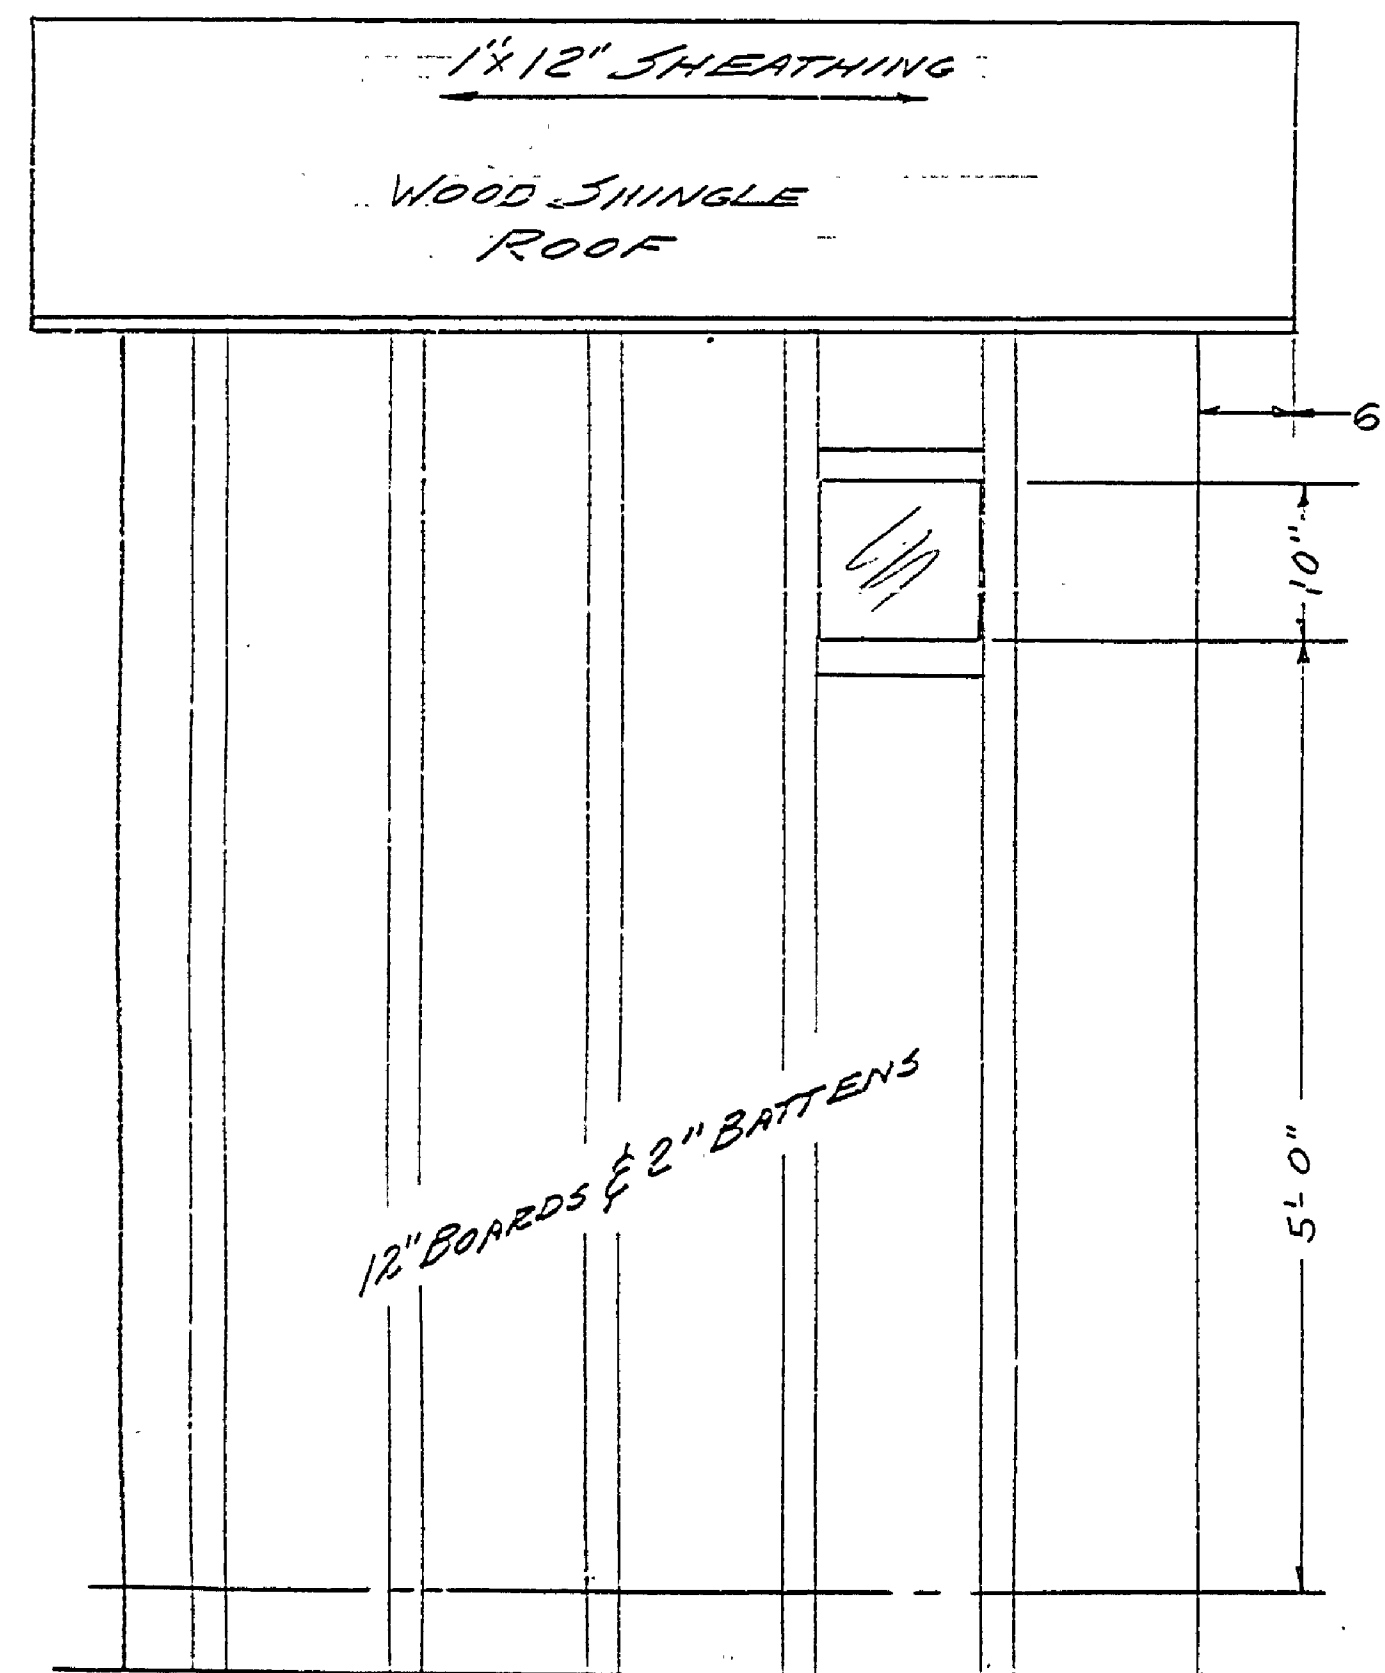 1"x12" SHEATHING
WOOD SHINGLE
ROOF
6
10"
12" BOARDS & 2" BATTENS
5'-0"